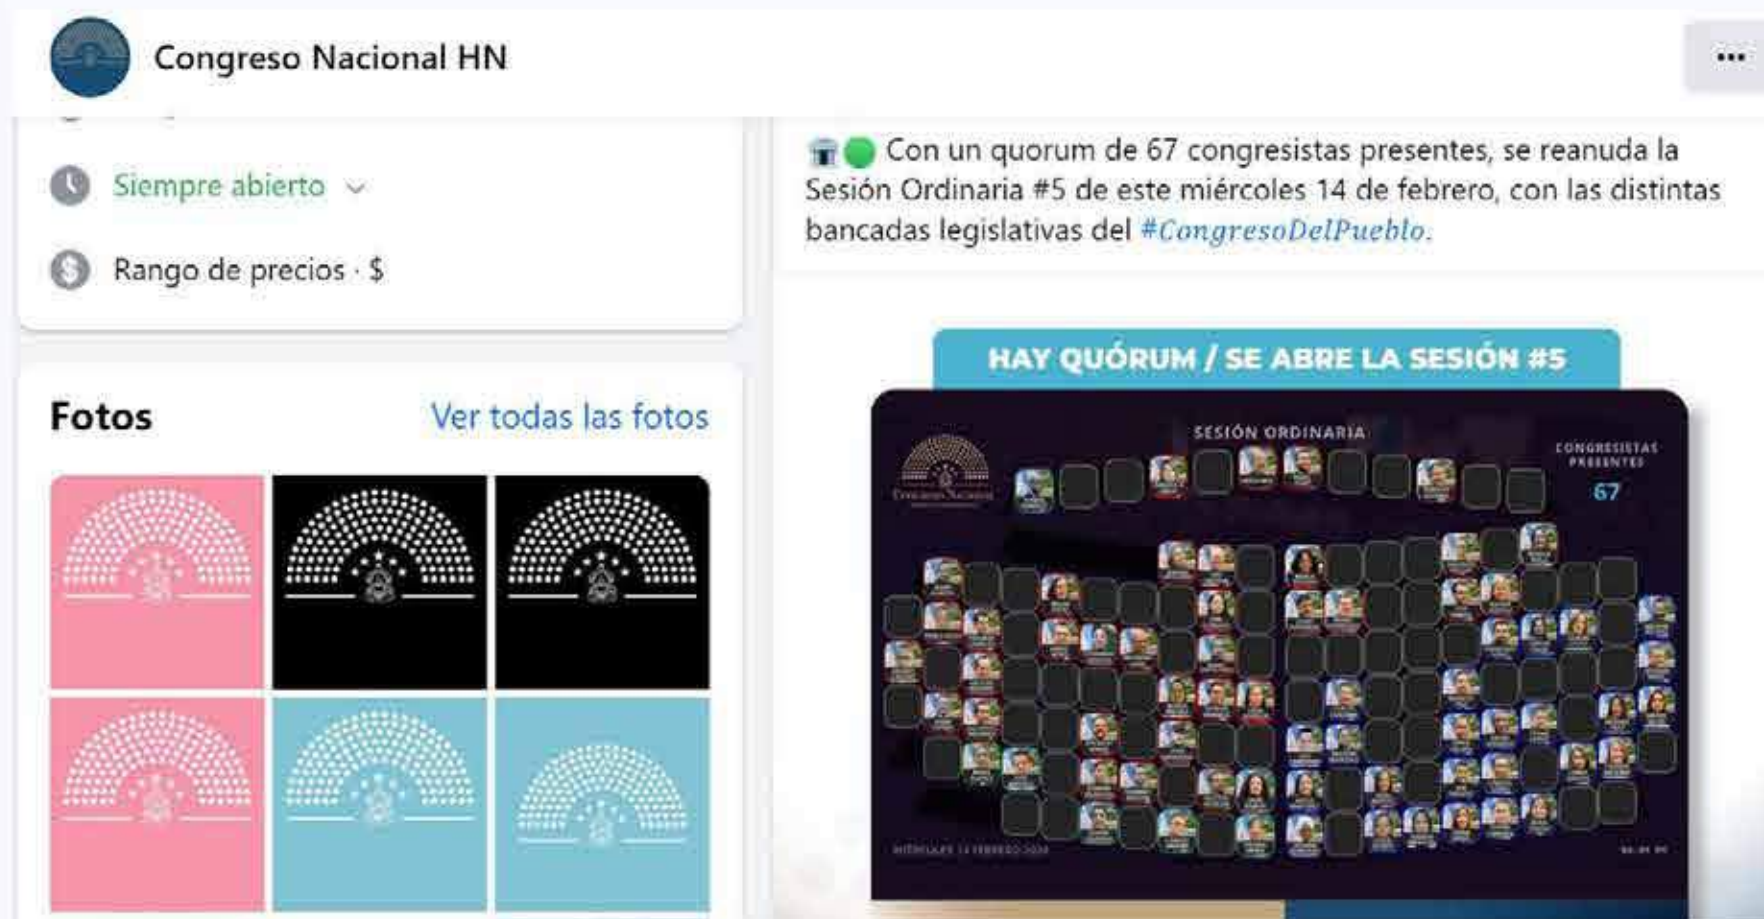 Congreso Nacional HN
Siempre abierto
Rango de precios · $
Fotos
Ver todas las fotos
Con un quorum de 67 congresistas presentes, se reanuda la
Sesión Ordinaria #5 de este miércoles 14 de febrero, con las distintas
bancadas legislativas del #CongresoDelPueblo.
HAY QUÓRUM / SE ABRE LA SESIÓN #5
SESIÓN ORDINARIA
CONGRESISTAS
PRESENTES
67
CONGRESO NACIONAL